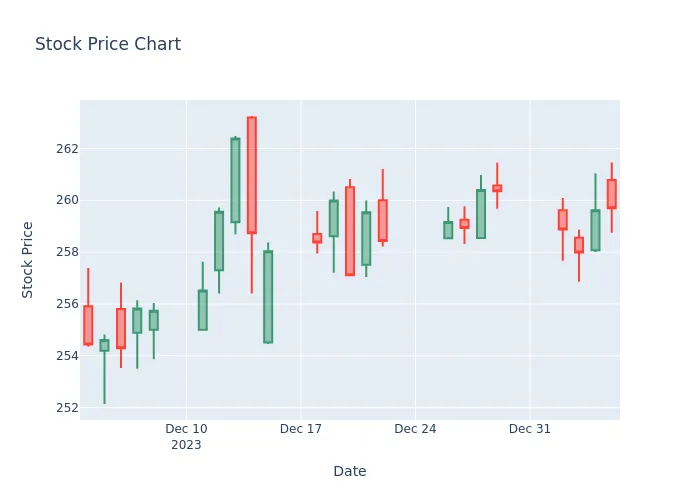 Stock Price Chart
Stock Price
262
260
258
256
254
252
Dec 10
2023
Dec 17
Dec 24
Dec 31
Date